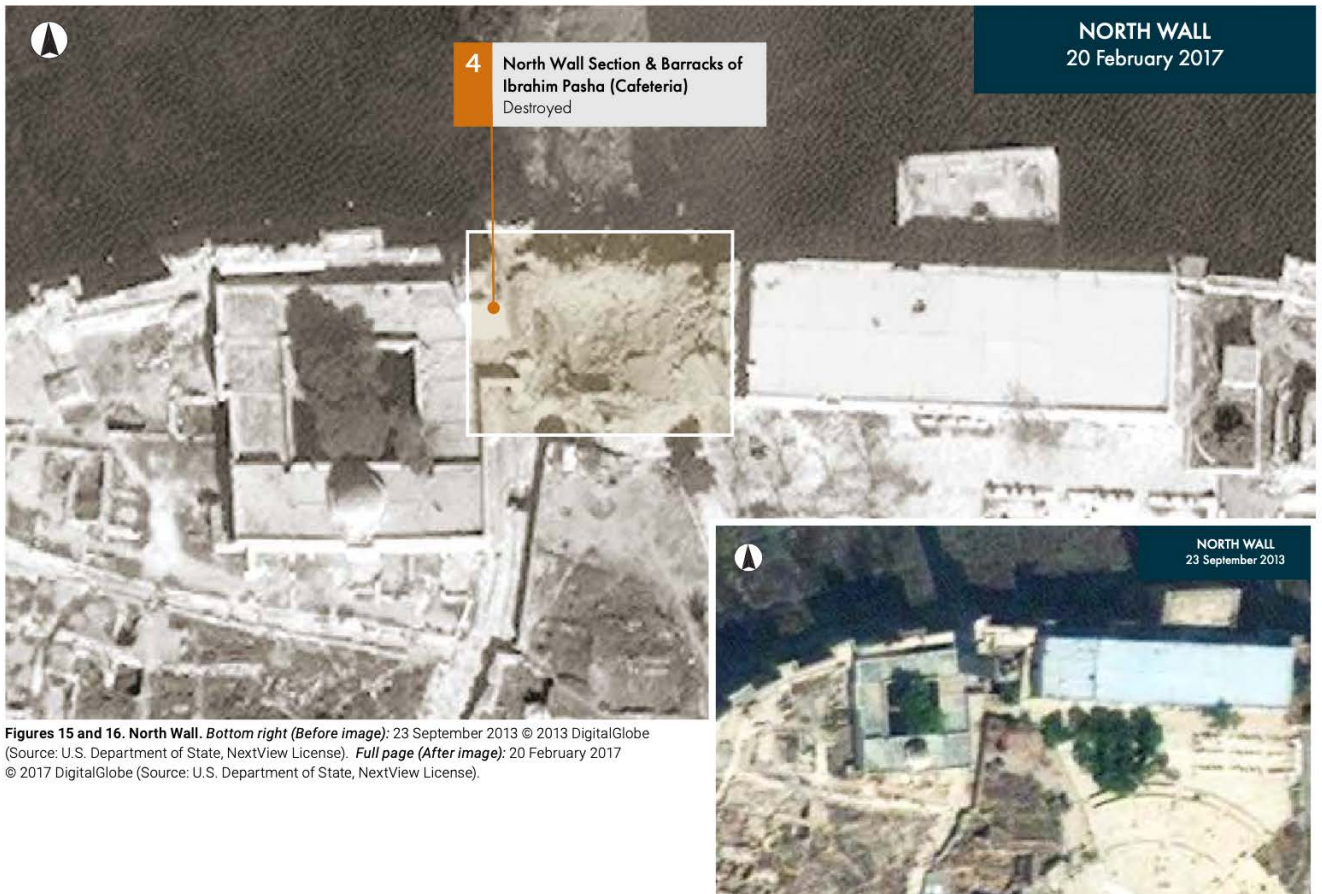 NORTH WALL
20 February 2017
4
North Wall Section & Barracks of
Ibrahim Pasha (Cafeteria)
Destroyed
NORTH WALL
23 September 2013
Figures 15 and 16. North Wall. Bottom right (Before image): 23 September 2013 © 2013 DigitalGlobe
(Source: U.S. Department of State, NextView License). Full page (After image): 20 February 2017
© 2017 DigitalGlobe (Source: U.S. Department of State, NextView License).